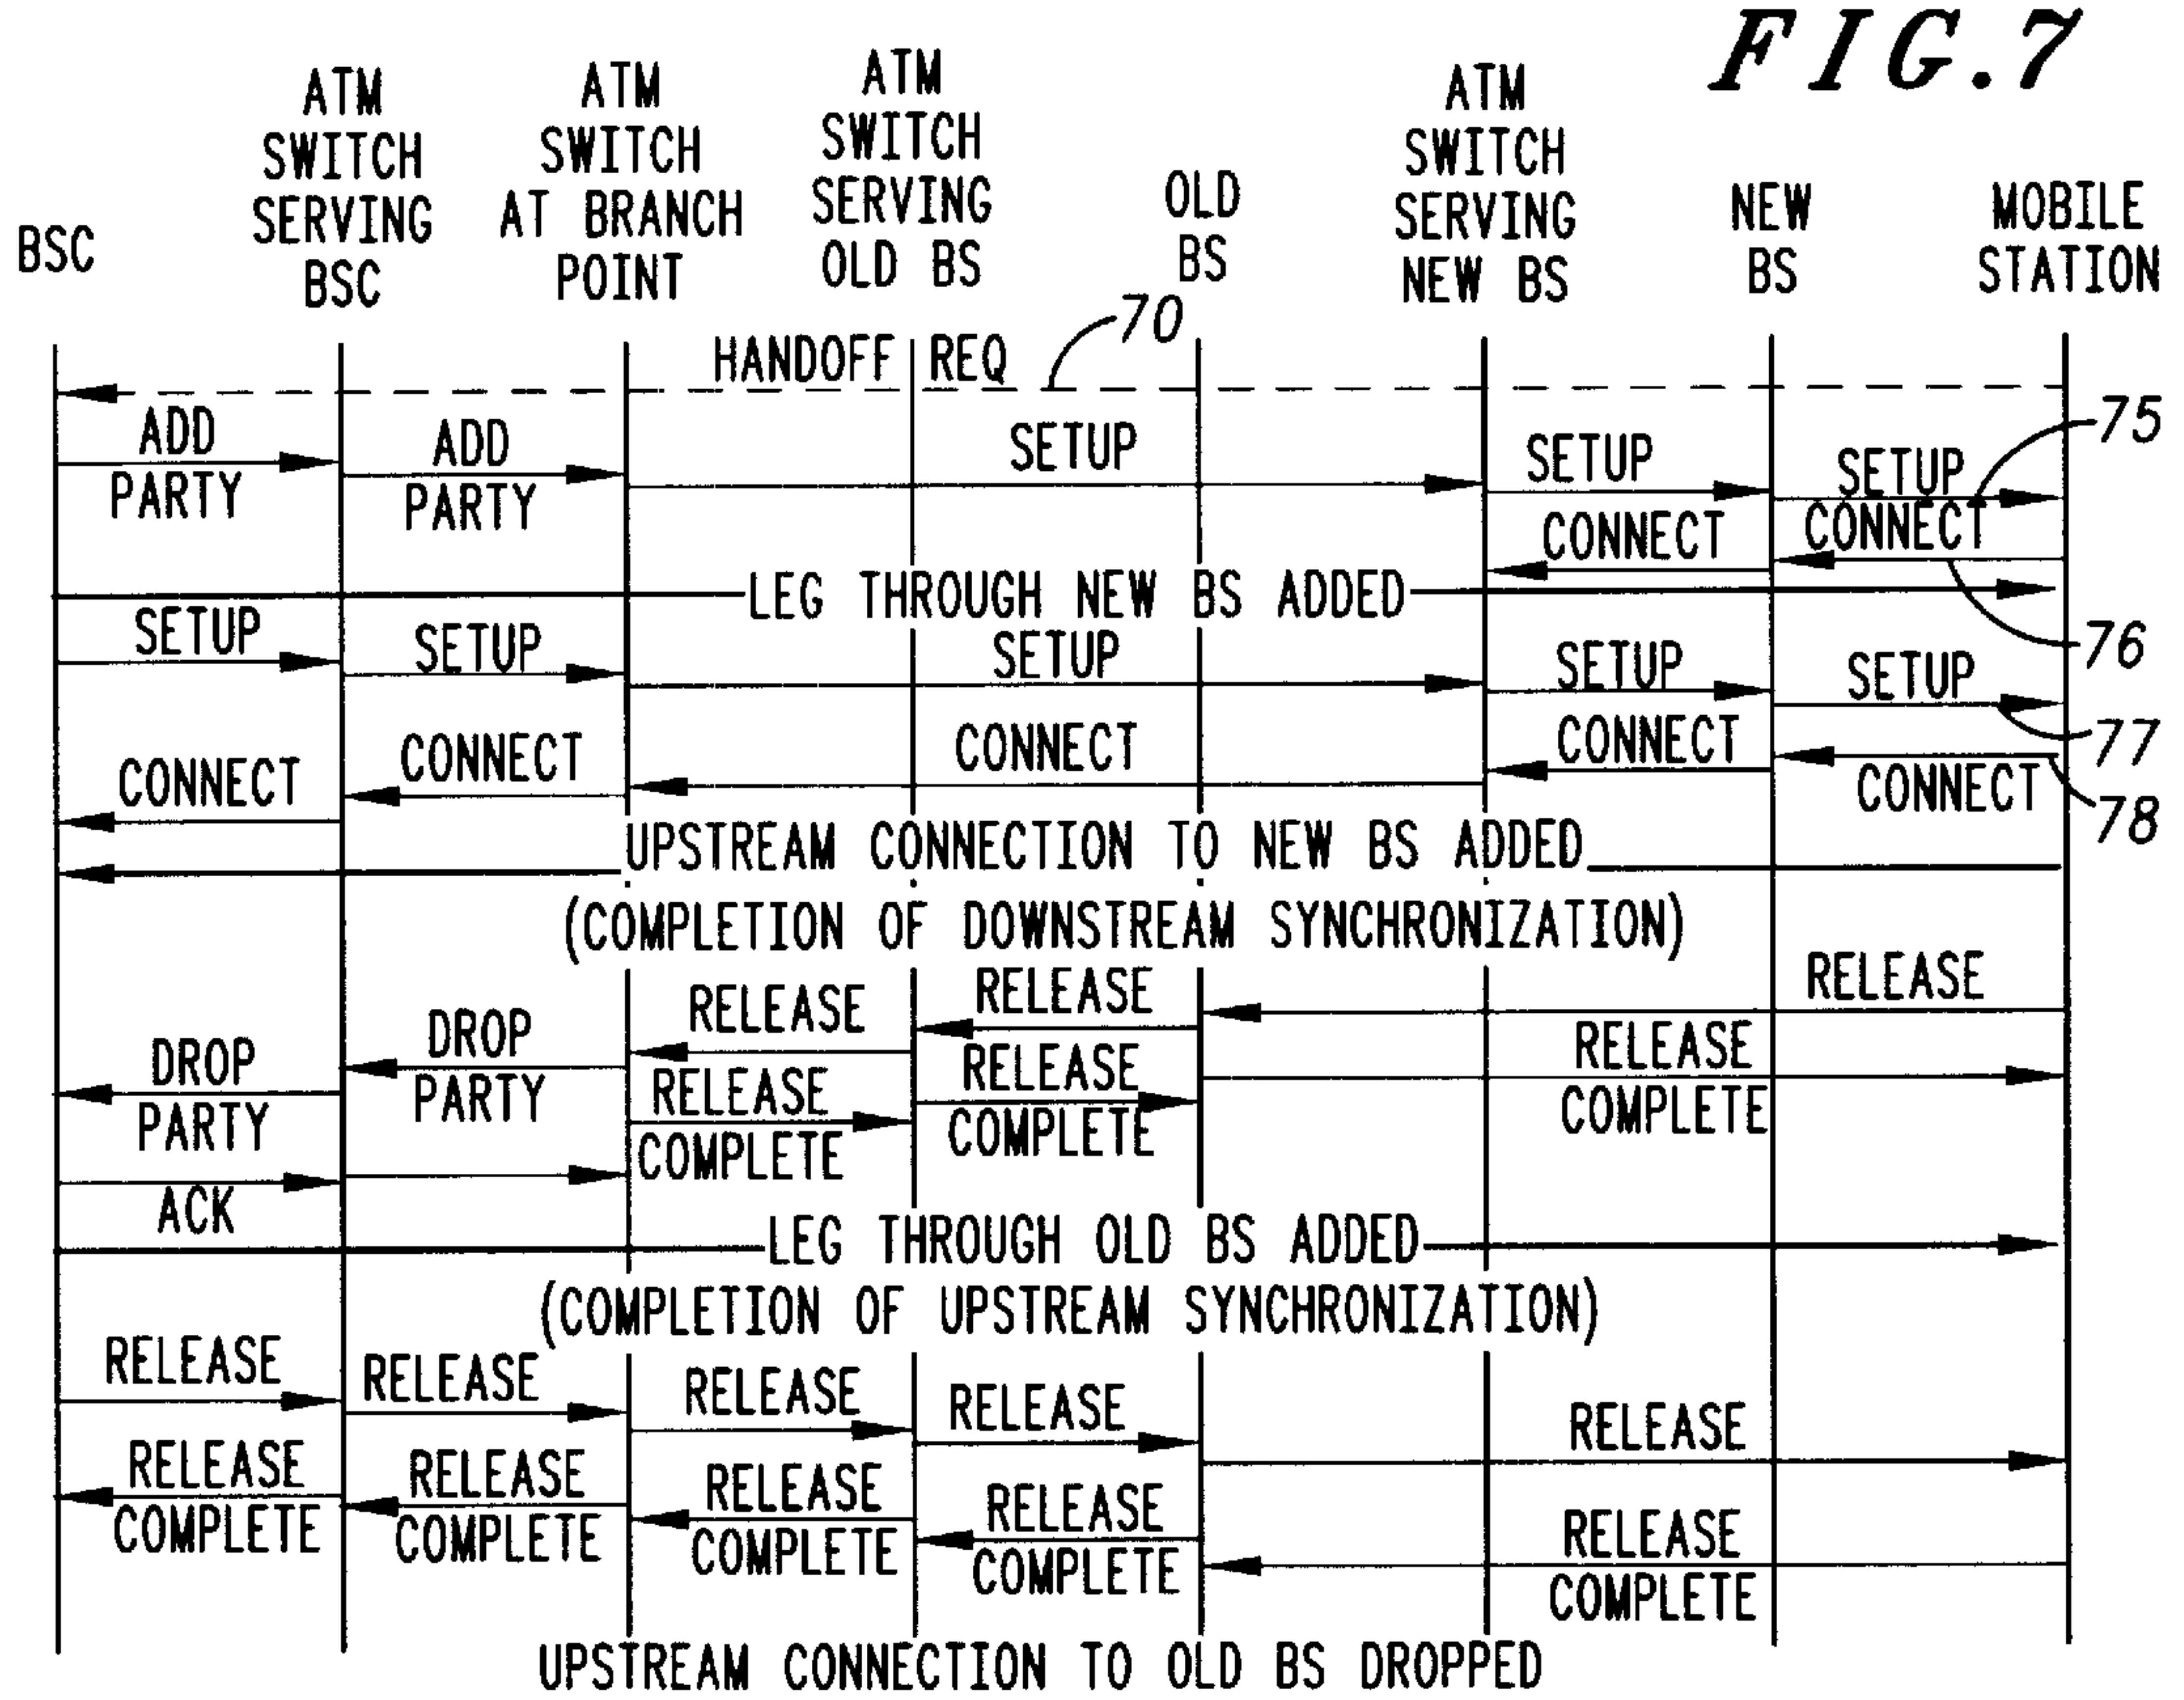 FIG.7
BSC
ATM
SWITCH
SERVING
BSC
ATM
SWITCH
AT BRANCH
POINT
ATM
SWITCH
SERVING
OLD BS
OLD
BS
ATM
SWITCH
SERVING
NEW BS
NEW
BS
MOBILE
STATION
HANDOFF REQ
70
ADD
PARTY
ADD
PARTY
SETUP
SETUP
SETUP
75
CONNECT
CONNECT
LEG THROUGH NEW BS ADDED
76
SETUP
SETUP
SETUP
SETUP
SETUP
77
CONNECT
CONNECT
CONNECT
CONNECT
CONNECT
78
UPSTREAM CONNECTION TO NEW BS ADDED
(COMPLETION OF DOWNSTREAM SYNCHRONIZATION)
RELEASE
RELEASE
RELEASE
DROP
PARTY
DROP
PARTY
RELEASE
COMPLETE
RELEASE
COMPLETE
RELEASE
COMPLETE
ACK
LEG THROUGH OLD BS ADDED
(COMPLETION OF UPSTREAM SYNCHRONIZATION)
RELEASE
RELEASE
RELEASE
RELEASE
RELEASE
RELEASE
COMPLETE
RELEASE
COMPLETE
RELEASE
COMPLETE
RELEASE
COMPLETE
RELEASE
COMPLETE
UPSTREAM CONNECTION TO OLD BS DROPPED